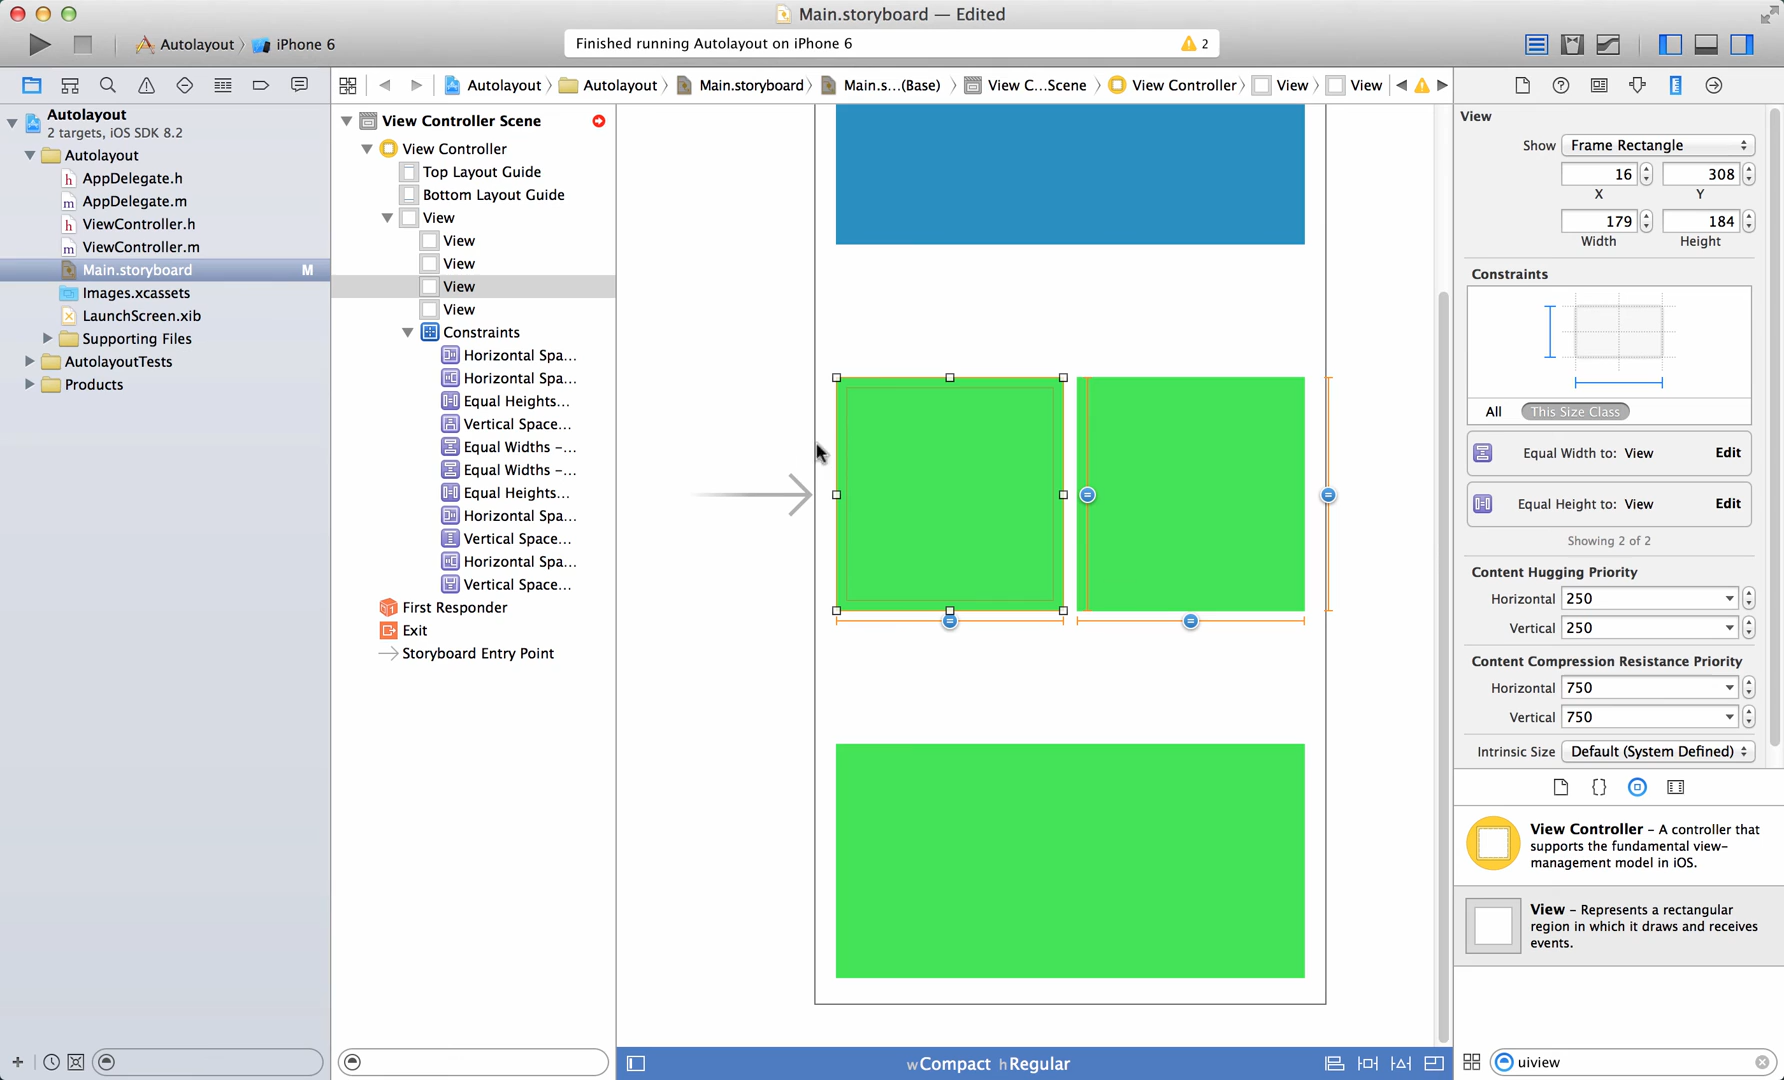 Main.storyboard — Edited
Autolayout
iPhone 6
Finished running Autolayout on iPhone 6
2
Autolayout
Autolayout
Main.storyboard
Main.s...(Base)
View C...Scene
View Controller
View
View
Autolayout
2 targets, iOS SDK 8.2
Autolayout
h AppDelegate.h
m AppDelegate.m
h ViewController.h
m ViewController.m
Main.storyboard M
Images.xcassets
LaunchScreen.xib
Supporting Files
AutolayoutTests
Products
View Controller Scene
View Controller
Top Layout Guide
Bottom Layout Guide
View
View
View
View
View
Constraints
Horizontal Spa...
Horizontal Spa...
Equal Heights...
Vertical Space...
Equal Widths -...
Equal Widths -...
Equal Heights...
Horizontal Spa...
Vertical Space...
Horizontal Spa...
Vertical Space...
First Responder
Exit
Storyboard Entry Point
wCompact hRegular
View
Show Frame Rectangle
16 308
X Y
179 184
Width Height
Constraints
All This Size Class
Equal Width to: View Edit
Equal Height to: View Edit
Showing 2 of 2
Content Hugging Priority
Horizontal 250
Vertical 250
Content Compression Resistance Priority
Horizontal 750
Vertical 750
Intrinsic Size Default (System Defined)
View Controller - A controller that
supports the fundamental view-
management model in iOS.
View - Represents a rectangular
region in which it draws and receives
events.
uiview